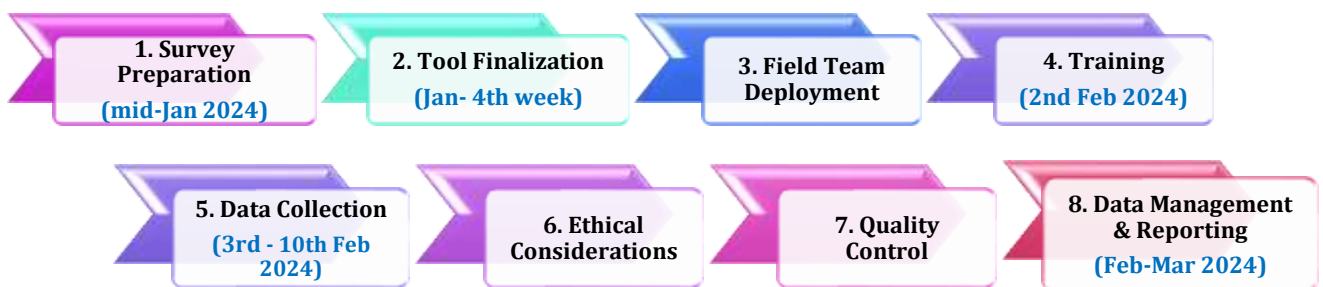 1. Survey
Preparation
(mid-Jan 2024)
2. Tool Finalization
(Jan- 4th week)
3. Field Team
Deployment
4. Training
(2nd Feb 2024)
5. Data Collection
(3rd - 10th Feb
2024)
6. Ethical
Considerations
7. Quality
Control
8. Data Management
& Reporting
(Feb-Mar 2024)